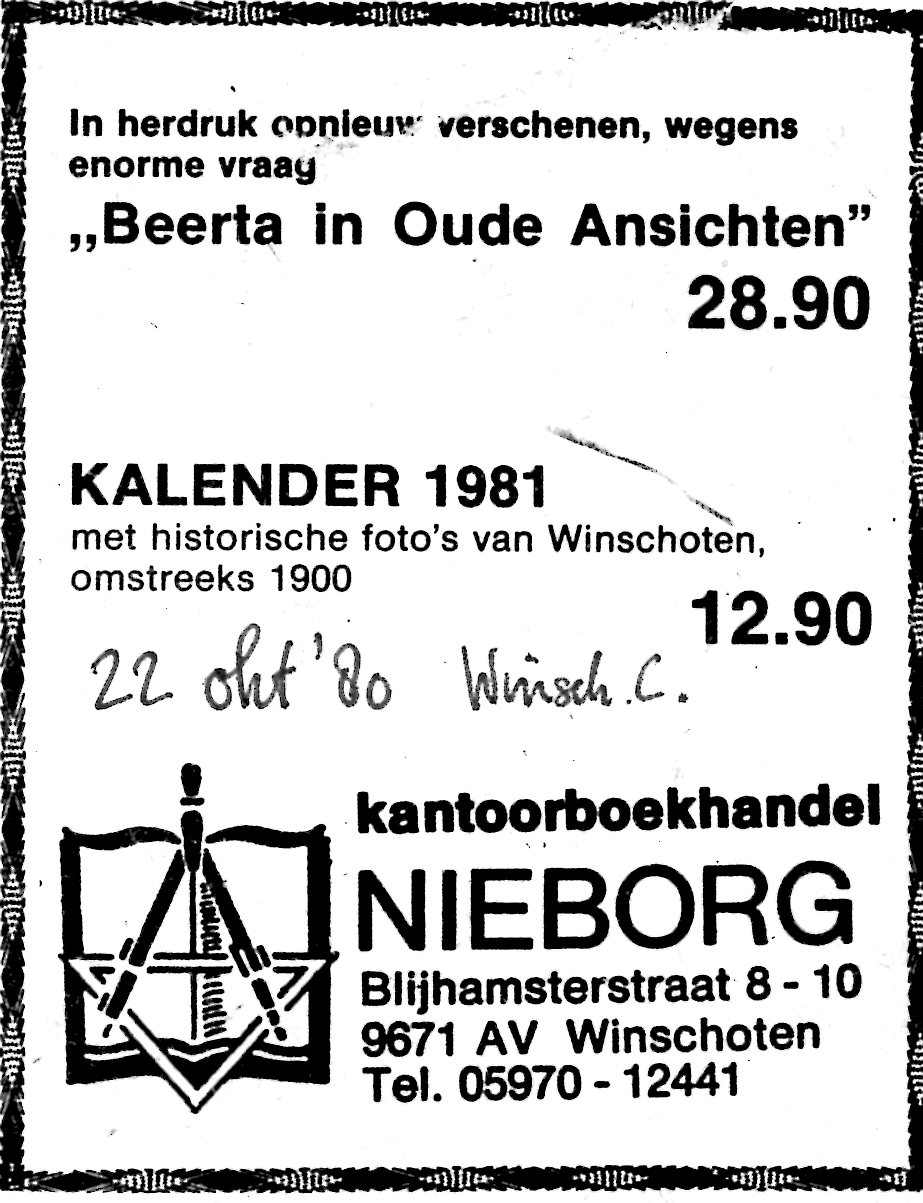 In herdruk opnieuw verschenen, wegens
enorme vraag
„Beerta in Oude Ansichten”
28.90
KALENDER 1981
met historische foto's van Winschoten,
omstreeks 1900
12.90
22 okt '80 Winsch. C.
kantoorboekhandel
NIEBORG
Blijhamsterstraat 8 - 10
9671 AV Winschoten
Tel. 05970 - 12441